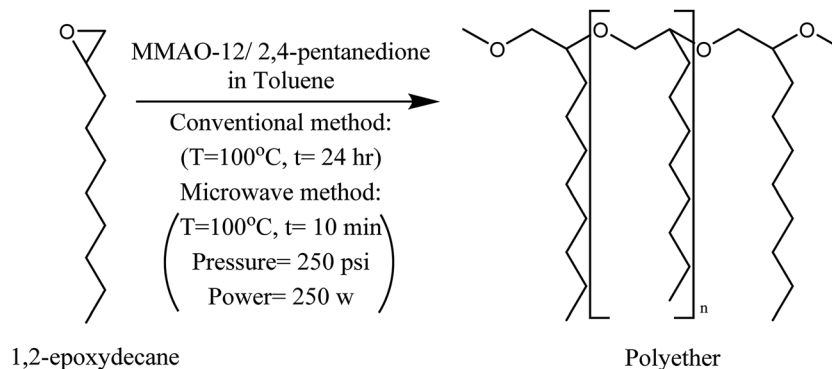 O
MMAO-12/ 2,4-pentanedione
in Toluene
Conventional method:
(T=100°C, t= 24 hr)
Microwave method:
(T=100°C, t= 10 min
Pressure= 250 psi
Power= 250 w)
O
O
O
O
n
1,2-epoxydecane
Polyether